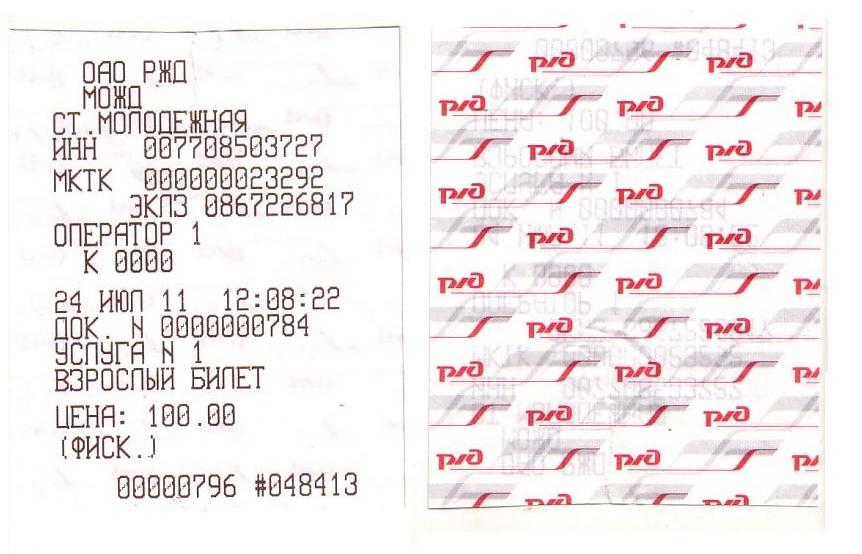 ОАО РЖД
МОЖД
СТ.МОЛОДЕЖНАЯ
ИНН 007708503727
МКТК 000000023292
ЭКЛЗ 0867226817
ОПЕРАТОР 1
К 0000
24 ИЮЛ 11 12:08:22
ДОК. N 0000000784
УСЛУГА N 1
ВЗРОСЛЫЙ БИЛЕТ
ЦЕНА: 100.00
(ФИСК.)
00000796 #048413